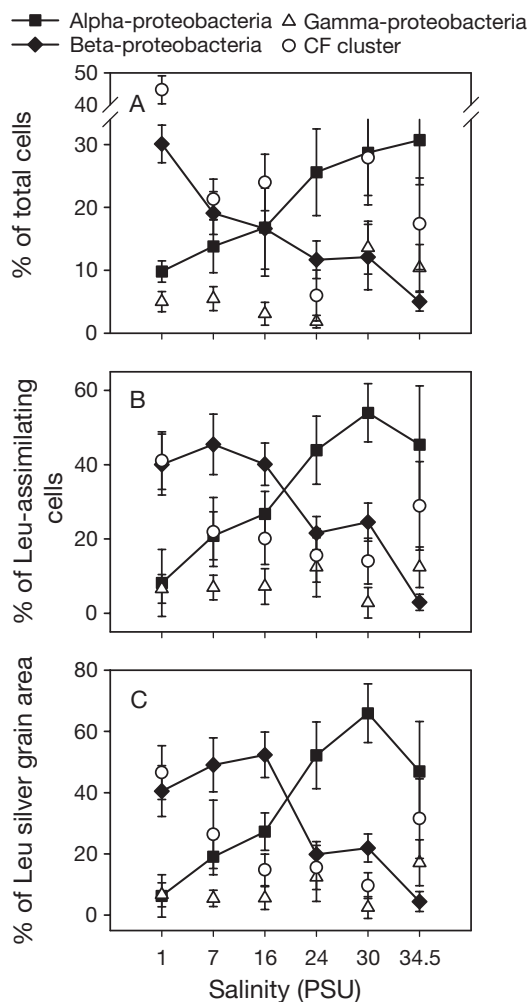 Alpha-proteobacteria
Gamma-proteobacteria
Beta-proteobacteria
CF cluster
50
40
30
20
10
0
A
% of total cells
60
40
20
0
B
% of Leu-assimilating
cells
80
60
40
20
0
C
% of Leu silver grain area
1 7 16 24 30 34.5
Salinity (PSU)